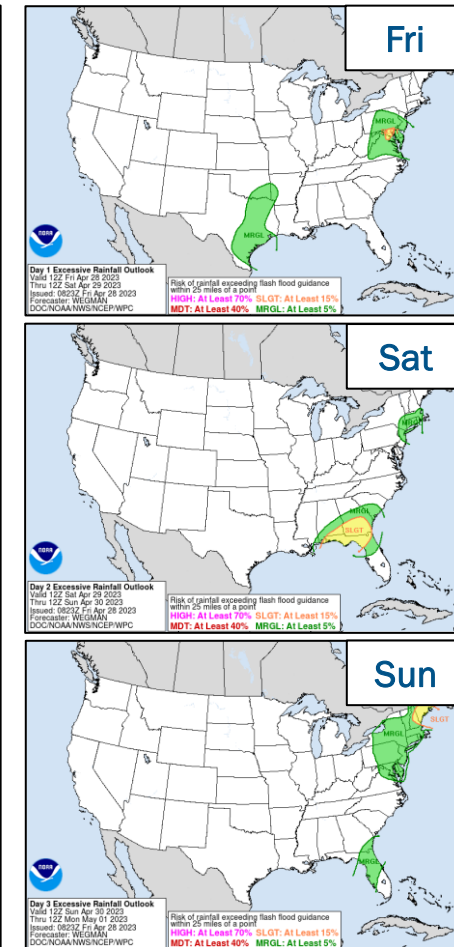 Fri
MRGL
MRGL
NOAA
Day 1 Excessive Rainfall Outlook
Valid 12Z Fri Apr 28 2023
Thru 12Z Sat Apr 29 2023
Issued: 0823Z Fri Apr 28 2023
Forecaster: WEGMAN
DOC/NOAA/NWS/NCEP/WPC
Risk of rainfall exceeding flash flood guidance
within 25 miles of a point
HIGH: At Least 70% SLGT: At Least 15%
MDT: At Least 40% MRGL: At Least 5%
Sat
MRGL
MRGL
SLGT
NOAA
Day 2 Excessive Rainfall Outlook
Valid 12Z Sat Apr 29 2023
Thru 12Z Sun Apr 30 2023
Issued: 0823Z Fri Apr 28 2023
Forecaster: WEGMAN
DOC/NOAA/NWS/NCEP/WPC
Risk of rainfall exceeding flash flood guidance
within 25 miles of a point
HIGH: At Least 70% SLGT: At Least 15%
MDT: At Least 40% MRGL: At Least 5%
Sun
SLGT
MRGL
MRGL
NOAA
Day 3 Excessive Rainfall Outlook
Valid 12Z Sun Apr 30 2023
Thru 12Z Mon May 01 2023
Issued: 0823Z Fri Apr 28 2023
Forecaster: WEGMAN
DOC/NOAA/NWS/NCEP/WPC
Risk of rainfall exceeding flash flood guidance
within 25 miles of a point
HIGH: At Least 70% SLGT: At Least 15%
MDT: At Least 40% MRGL: At Least 5%